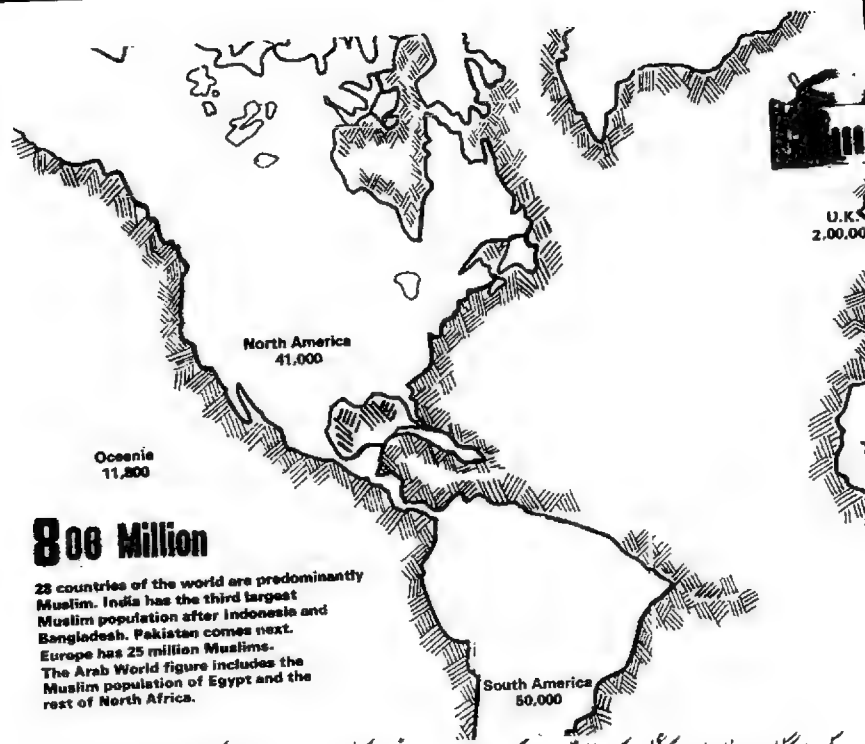 U.K.
2,00,00
North America
41,000
Oceania
11,800
800 Million
28 countries of the world are predominantly
Muslim. India has the third largest
Muslim population after Indonesia and
Bangladesh. Pakistan comes next.
Europe has 25 million Muslims.
The Arab World figure includes the
Muslim population of Egypt and the
rest of North Africa.
South America
50,000